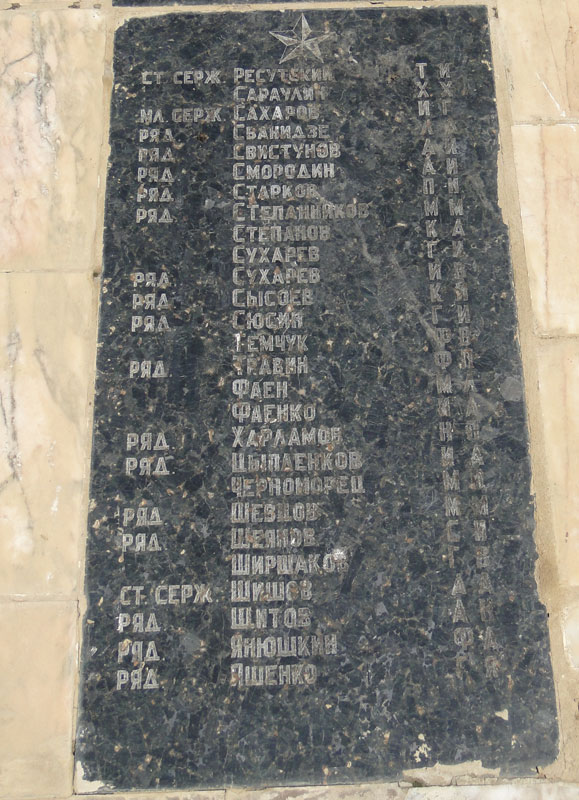 СТ. СЕРЖ. РЕСУТСКИЙ Т И
САРАУЛИН Х Х
МЛ. СЕРЖ. САХАРОВ И Г
РЯД. СВАНИДЗЕ
РЯД. СВИСТУНОВ А И
РЯД. СМОРОДИН А И
РЯД. СТАРКОВ П Н
РЯД. СТЕПАННИКОВ М М
СТЕПАНОВ К А
СУХАРЕВ Г
РЯД. СУХАРЕВ И
РЯД. СЫСОЕВ К
РЯД. СЮСИН Г И
ТЕМЧУК В
РЯД. ТРАВИН Ф П
ФАЕН М
ФАЕНКО
РЯД. ХАРЛАМОВ Н
РЯД. ЦЫПЛЕНКОВ И А
ЧЕРНОМОРЕЦ М
РЯД. ШЕВЦОВ М И
РЯД. ШЕЯНОВ С И
ШИРШАКОВ Г В
СТ. СЕРЖ. ШИШОВ А А
РЯД. ШИТОВ А К
РЯД. ЯНЮШКИН Ф А
РЯД. ЯШЕНКО Г Я